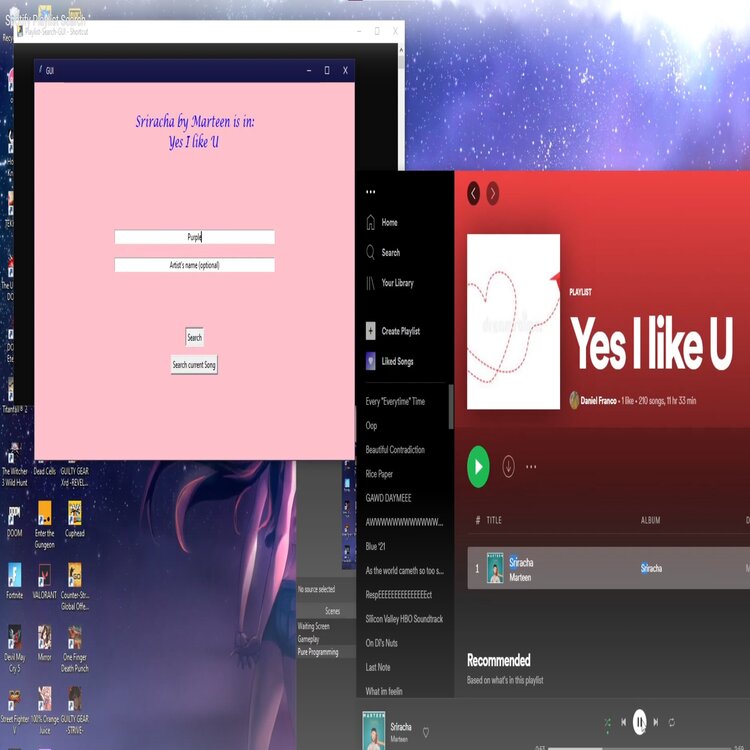 Spotify Playlist Search
Playlist-Search-GUI - Shortcut
GUI
Sriracha by Marteen is in:
Yes I like U
Purple
Artist's name (optional)
Search
Search current Song
Home
Search
Your Library
Create Playlist
Liked Songs
Every "Everytime" Time
Oop
Beautiful Contradiction
Rice Paper
GAWD DAYMEEE
AWWWWWWWWWWW...
Blue '21
As the world cometh so too s...
RespEEEEEEEEEEEEEEct
Silicon Valley HBO Soundtrack
On Di's Nuts
Last Note
What im feelin
PLAYLIST
Yes I like U
Daniel Franco • 1 like • 210 songs, 11 hr 33 min
# TITLE
ALBUM
1
Sriracha
Marteen
Sriracha
Recommended
Based on what's in this playlist
Sriracha
Marteen
Titanfall 2
The Witcher
3 Wild Hunt
Dead Cells
GUILTY GEAR
Xrd -REVEL...
DOOM
Enter the
Gungeon
Cuphead
Fortnite
VALORANT
Counter-Str...
Global Offe...
Devil May
Cry 5
Mirror
One Finger
Death Punch
Street Fighter
V
100% Orange
Juice
GUILTY GEAR
-STRIVE-
No source selected
Scenes
Waiting Screen
Gameplay
Pure Programming